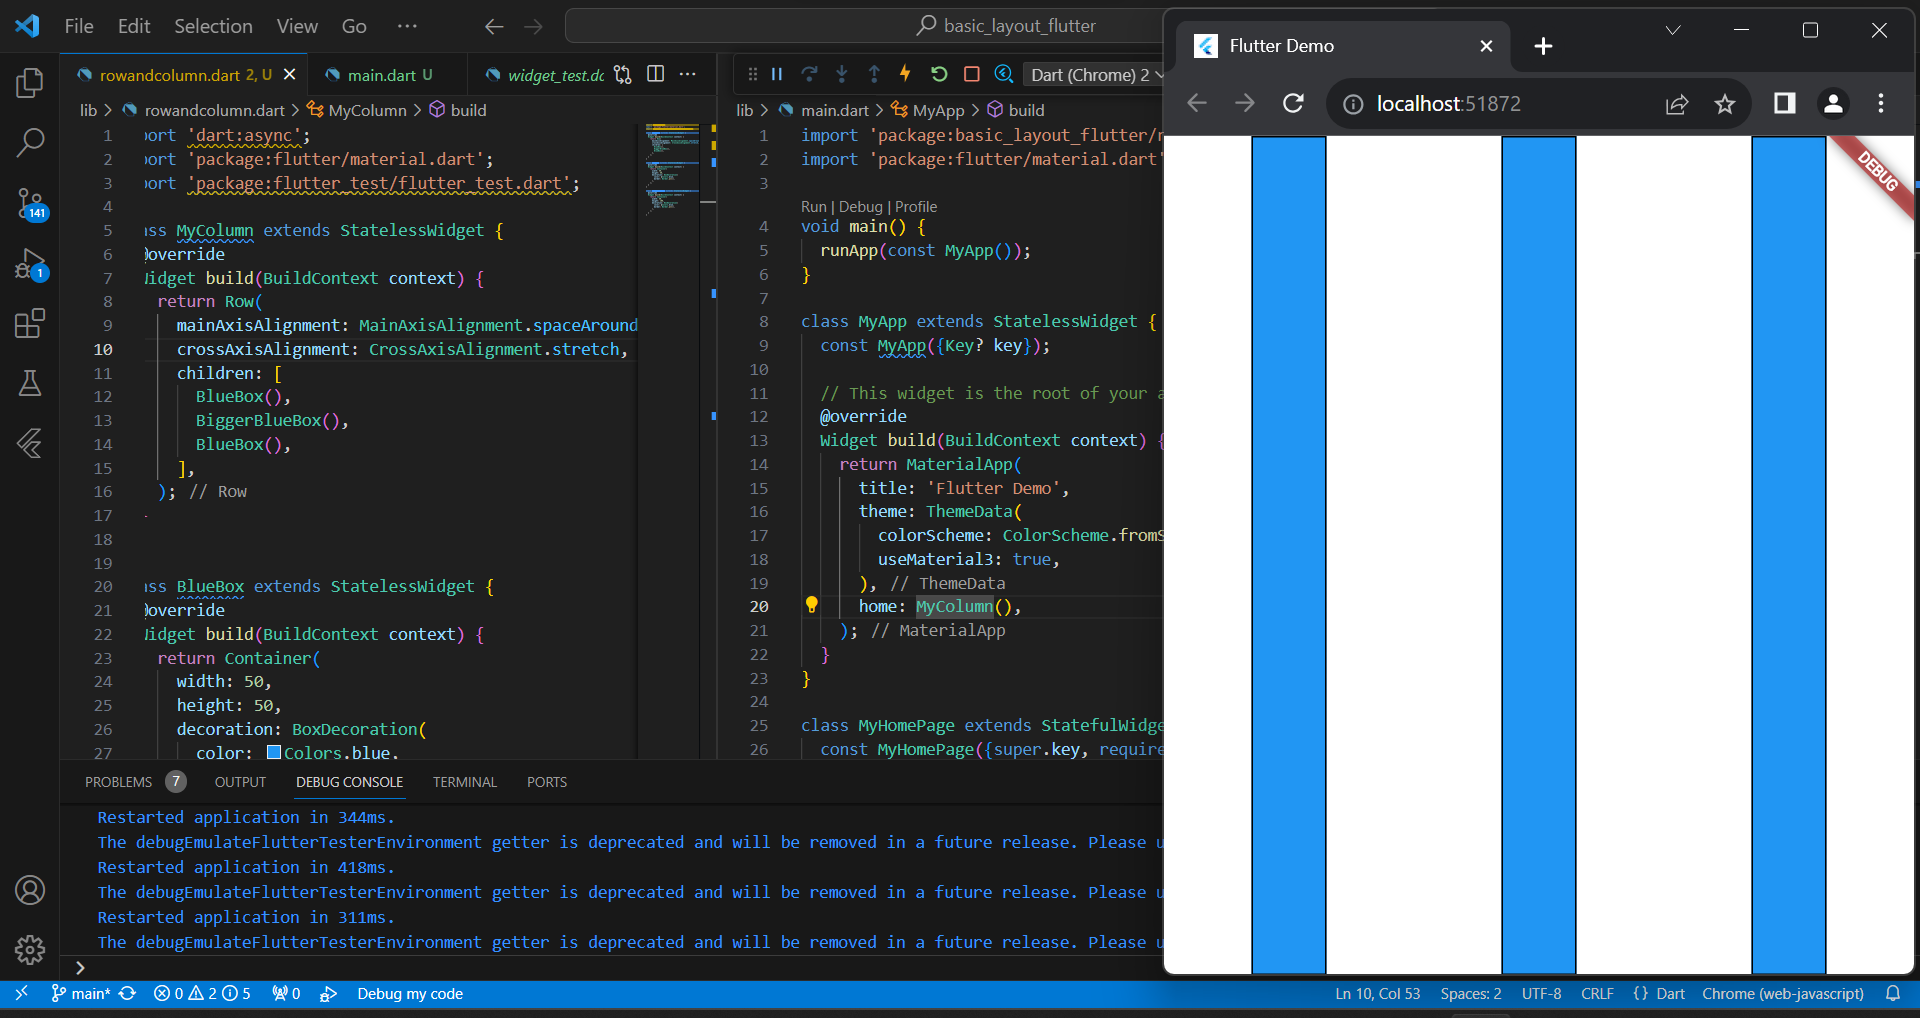 File Edit Selection View Go ···
basic_layout_flutter
rowandcolumn.dart 2, U
main.dart U
widget_test.dc
Dart (Chrome) 2
lib > rowandcolumn.dart > MyColumn > build
1 port 'dart:async';
2 port 'package:flutter/material.dart';
3 port 'package:flutter_test/flutter_test.dart';
4
5 ass MyColumn extends StatelessWidget {
6 @override
7 Widget build(BuildContext context) {
8 return Row(
9 mainAxisAlignment: MainAxisAlignment.spaceAround
10 crossAxisAlignment: CrossAxisAlignment.stretch,
11 children: [
12 BlueBox(),
13 BiggerBlueBox(),
14 BlueBox(),
15 ],
16 ); // Row
17
18
19
20 ass BlueBox extends StatelessWidget {
21 @override
22 Widget build(BuildContext context) {
23 return Container(
24 width: 50,
25 height: 50,
26 decoration: BoxDecoration(
27 color: Colors.blue,
lib > main.dart > MyApp > build
1 import 'package:basic_layout_flutter/
2 import 'package:flutter/material.dart'
3
Run | Debug | Profile
4 void main() {
5 runApp(const MyApp());
6 }
7
8 class MyApp extends StatelessWidget {
9 const MyApp({Key? key});
10
11 // This widget is the root of your a
12 @override
13 Widget build(BuildContext context) {
14 return MaterialApp(
15 title: 'Flutter Demo',
16 theme: ThemeData(
17 colorScheme: ColorScheme.fromS
18 useMaterial3: true,
19 ), // ThemeData
20 home: MyColumn(),
21 ); // MaterialApp
22 }
23 }
24
25 class MyHomePage extends StatefulWidge
26 const MyHomePage({super.key, require
PROBLEMS 7 OUTPUT DEBUG CONSOLE TERMINAL PORTS
Restarted application in 344ms.
The debugEmulateFlutterTesterEnvironment getter is deprecated and will be removed in a future release. Please u
Restarted application in 418ms.
The debugEmulateFlutterTesterEnvironment getter is deprecated and will be removed in a future release. Please u
Restarted application in 311ms.
The debugEmulateFlutterTesterEnvironment getter is deprecated and will be removed in a future release. Please u
>
141
1
Flutter Demo
localhost:51872
DEBUG
main* 0 2 5 0 Debug my code
Ln 10, Col 53 Spaces: 2 UTF-8 CRLF {} Dart Chrome (web-javascript)